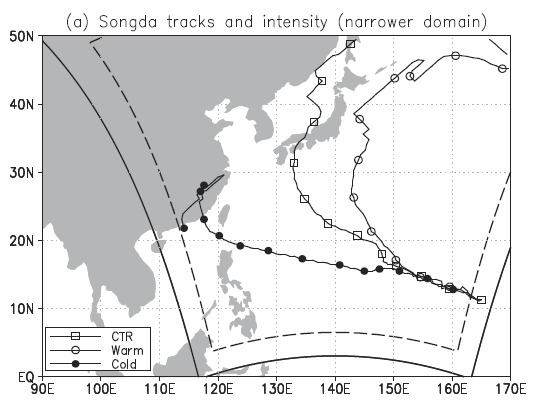 (a) Songda tracks and intensity (narrower domain)
50N
40N
30N
20N
10N
EQ
CTR
Warm
Cold
90E 100E 110E 120E 130E 140E 150E 160E 170E